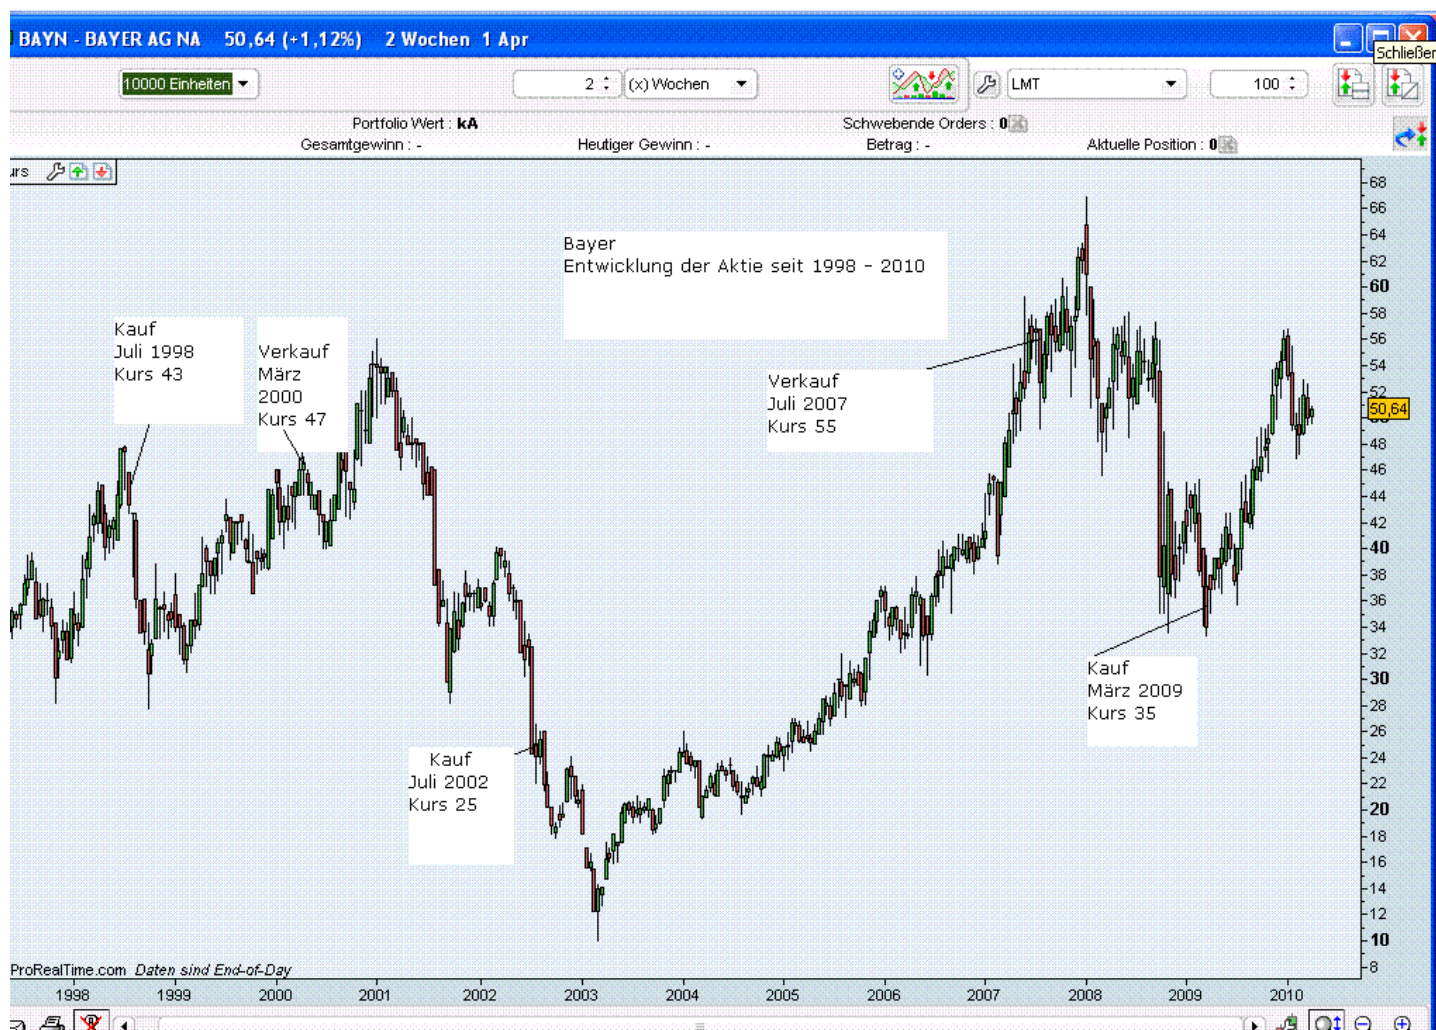 BAYN - BAYER AG NA 50,64 (+1,12%) 2 Wochen 1 Apr
Schließen
10000 Einheiten
2
(x) Wochen
LMT
100
Portfolio Wert : kA
Schwebende Orders : 0
Gesamtgewinn : -
Heutiger Gewinn : -
Betrag : -
Aktuelle Position : 0
Bayer
Entwicklung der Aktie seit 1998 - 2010
Kauf
Juli 1998
Kurs 43
Verkauf
März
2000
Kurs 47
Verkauf
Juli 2007
Kurs 55
Kauf
März 2009
Kurs 35
Kauf
Juli 2002
Kurs 25
68
66
64
62
60
58
56
54
52
50,64
48
46
44
42
40
38
36
34
32
30
28
26
24
22
20
18
16
14
12
10
8
ProRealTime.com Daten sind End-of-Day
1998 1999 2000 2001 2002 2003 2004 2005 2006 2007 2008 2009 2010